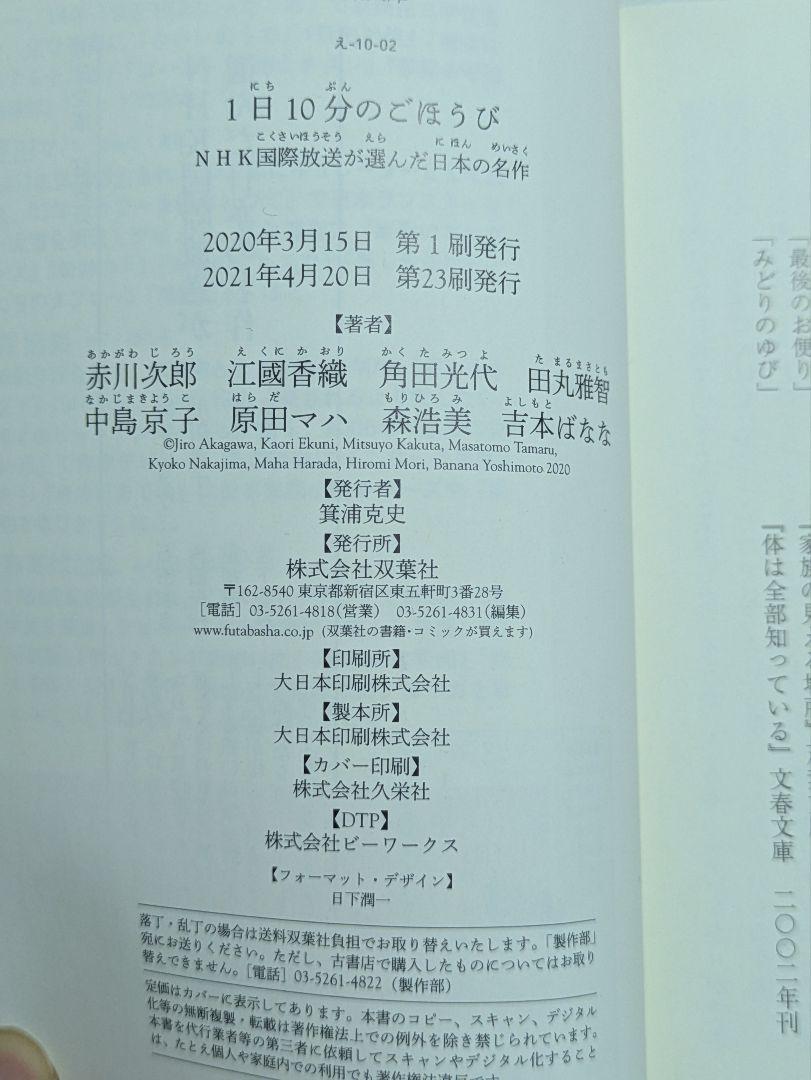 え-10-02
にち ぷん
1日10分のごほうび
こくさいほうそう えら にほん めいさく
NHK国際放送が選んだ日本の名作
2020年3月15日 第1刷発行
2021年4月20日 第23刷発行
【著者】
あかがわ じろう えくに かおり かくた みつよ たまるまさとも
赤川次郎 江國香織 角田光代 田丸雅智
なかじまきょうこ はらだ もりひろみ よしもと
中島京子 原田マハ 森浩美 吉本ばなな
©Jiro Akagawa, Kaori Ekuni, Mitsuyo Kakuta, Masatomo Tamaru,
Kyoko Nakajima, Maha Harada, Hiromi Mori, Banana Yoshimoto 2020
【発行者】
箕浦克史
【発行所】
株式会社双葉社
〒162-8540 東京都新宿区東五軒町3番28号
[電話] 03-5261-4818(営業) 03-5261-4831(編集)
www.futabasha.co.jp (双葉社の書籍・コミックが買えます)
【印刷所】
大日本印刷株式会社
【製本所】
大日本印刷株式会社
【カバー印刷】
株式会社久栄社
【DTP】
株式会社ビーワークス
【フォーマット・デザイン】
日下潤一
落丁・乱丁の場合は送料双葉社負担でお取り替えいたします。「製作部」
宛にお送りください。ただし、古書店で購入したものについてはお取り
替えできません。[電話] 03-5261-4822 (製作部)
定価はカバーに表示してあります。本書のコピー、スキャン、デジタル
化等の無断複製・転載は著作権法上での例外を除き禁じられています。
本書を代行業者等の第三者に依頼してスキャンやデジタル化すること
は、たとえ個人や家庭内での利用でも著作権法違反です。
「最後のお便り」
「みどりのゆび」 『体は全部知っている』文春文庫 二〇〇二年刊